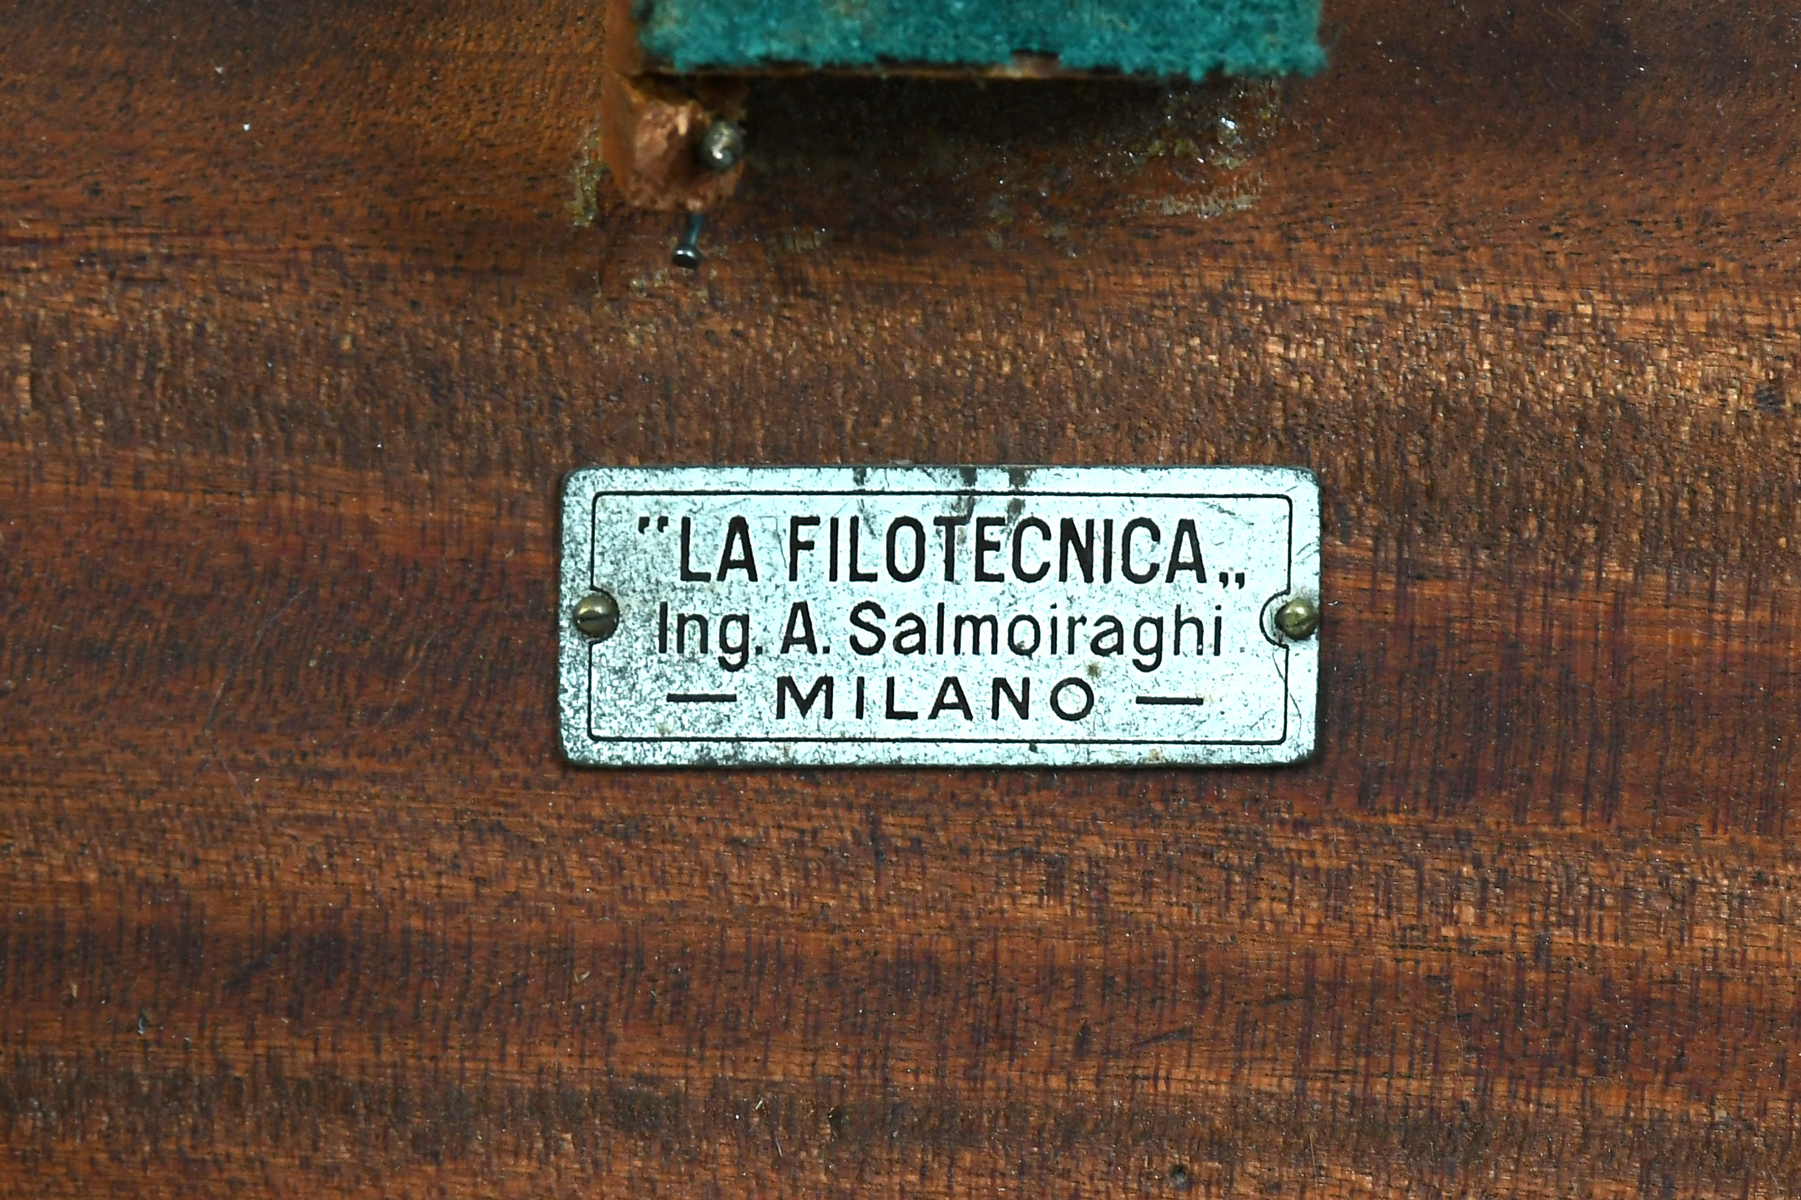 "LA FILOTECNICA„
Ing. A. Salmoiraghi
— MILANO —